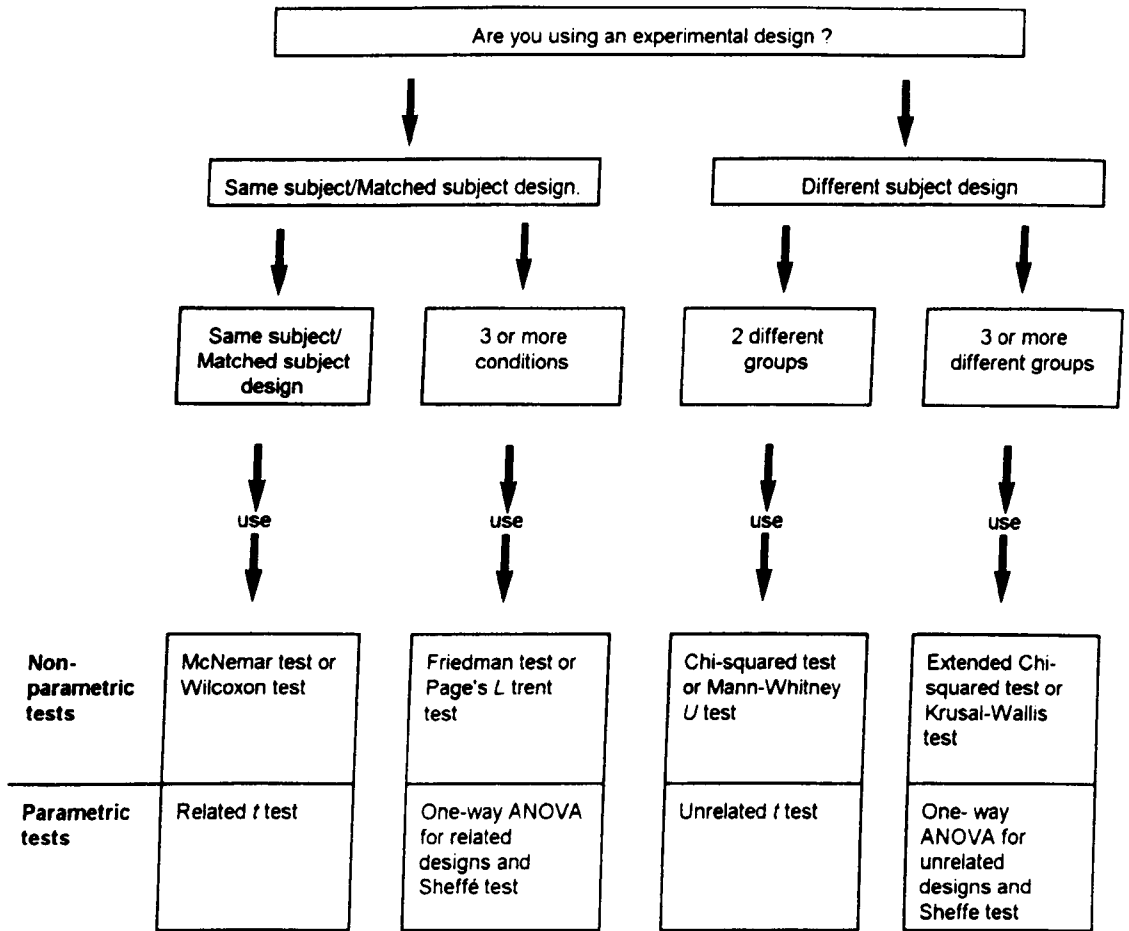 Are you using an experimental design ?
Same subject/Matched subject design.
Different subject design
Same subject/
Matched subject
design
3 or more
conditions
2 different
groups
3 or more
different groups
use
use
use
use
Non-
parametric
tests
McNemar test or
Wilcoxon test
Friedman test or
Page's L trent
test
Chi-squared test
or Mann-Whitney
U test
Extended Chi-
squared test or
Krusal-Wallis
test
Parametric
tests
Related t test
One-way ANOVA
for related
designs and
Sheffé test
Unrelated t test
One- way
ANOVA for
unrelated
designs and
Sheffe test